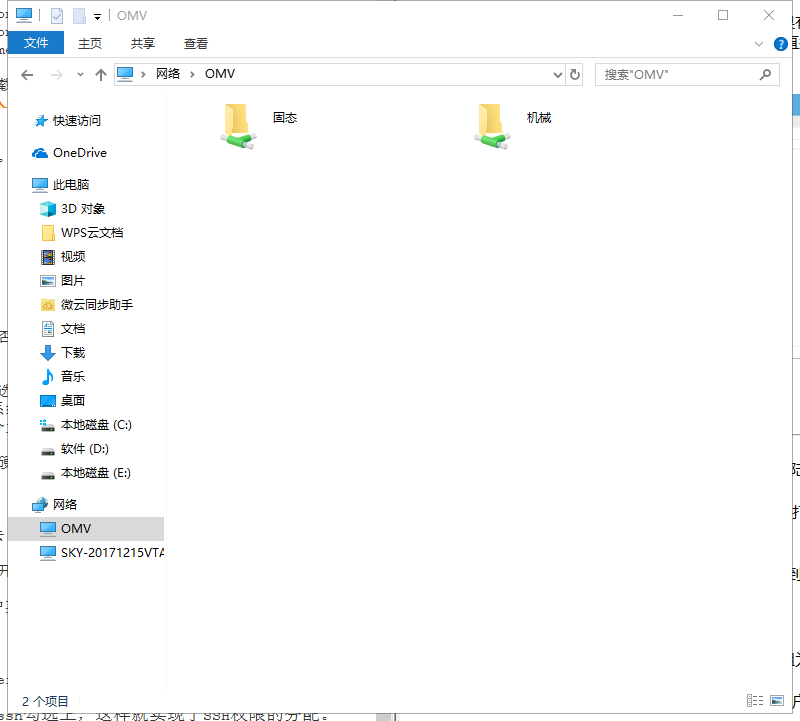 OMV
文件 主页 共享 查看
网络 OMV 搜索"OMV"
快速访问
OneDrive
此电脑
3D 对象
WPS云文档
视频
图片
微云同步助手
文档
下载
音乐
桌面
本地磁盘 (C:)
软件 (D:)
本地磁盘 (E:)
网络
OMV
SKY-20171215VTA
固态 机械
2 个项目
ssh勾选上，这样就实现了ssh权限的分配。